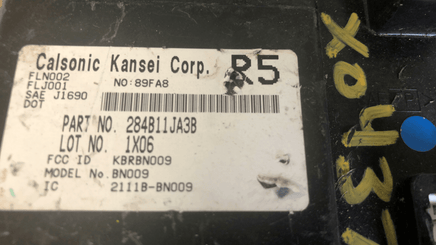 Calsonic Kansei Corp. R5
FLN002
FLJ001 NO:89FA8
SAE J1690
DOT
PART NO. 284B11JA3B
LOT NO. 1X06
FCC ID KBRBN009
MODEL No. BN009
IC 2111B-BN009
X043-